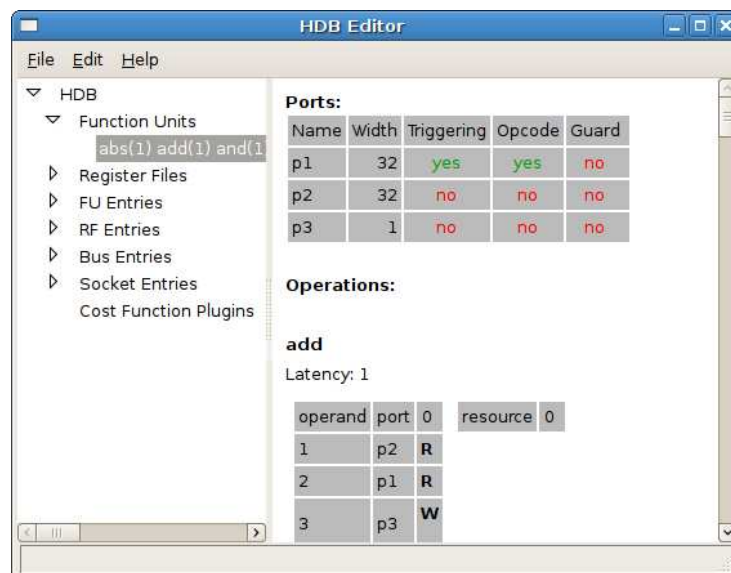 HDB Editor
File Edit Help
HDB
Function Units
abs(1) add(1) and(1
Register Files
FU Entries
RF Entries
Bus Entries
Socket Entries
Cost Function Plugins
Ports:
Name Width Triggering Opcode Guard
p1 32 yes yes no
p2 32 no no no
p3 1 no no no
Operations:
add
Latency: 1
operand port 0 resource 0
1 p2 R
2 p1 R
3 p3 W